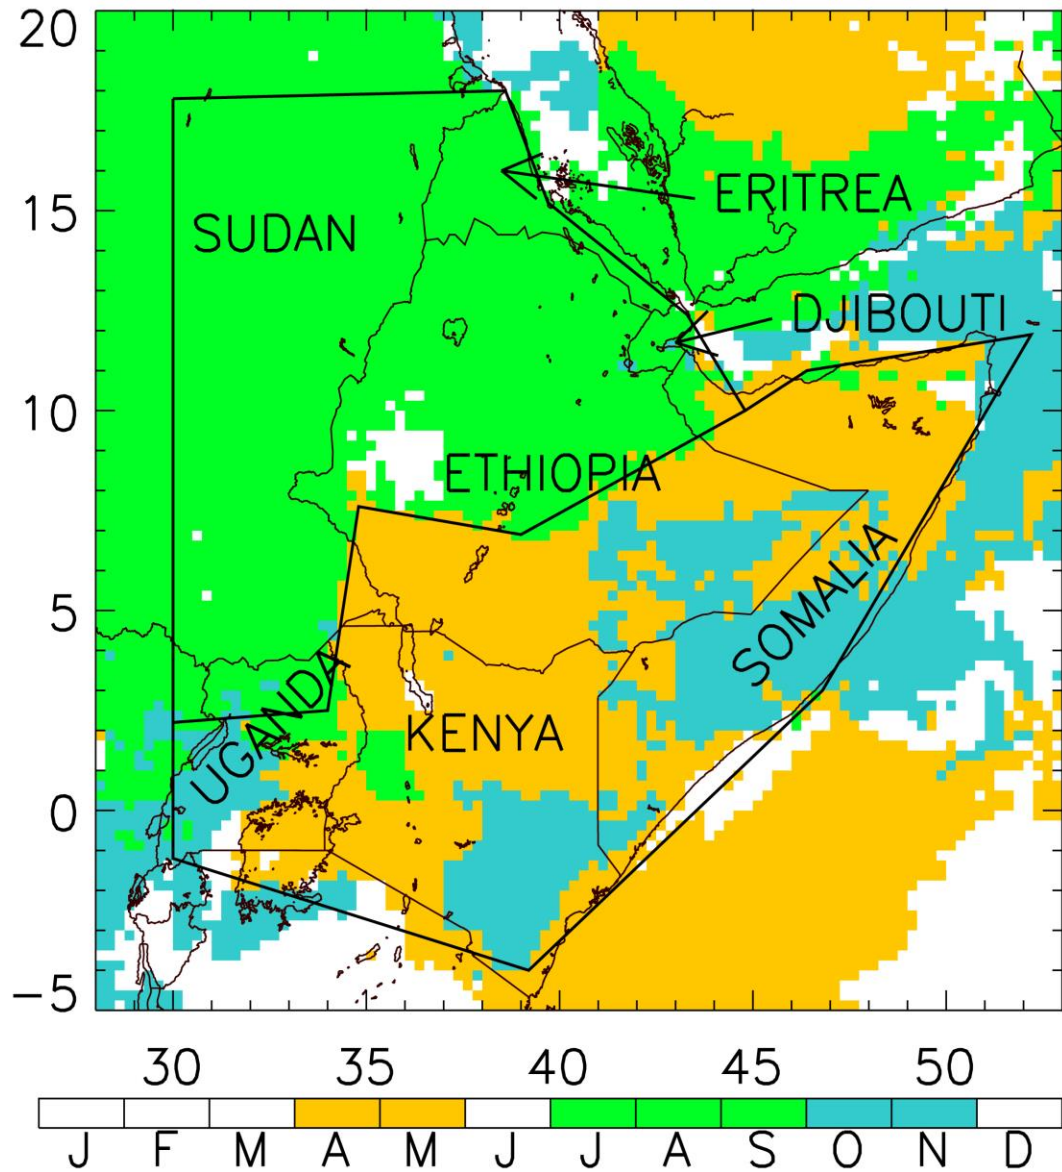 20
15
10
5
0
−5
SUDAN
ERITREA
DJIBOUTI
ETHIOPIA
SOMALIA
UGANDA
KENYA
30 35 40 45 50
J F M A M J J A S O N D